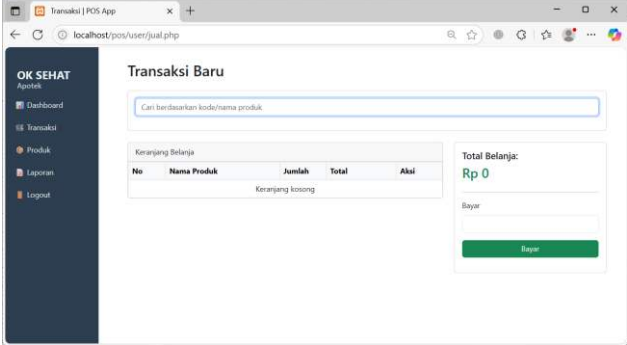 Transaksi | POS App
localhost/pos/user/jual.php
OK SEHAT
Apotek
Dashboard
Transaksi
Produk
Laporan
Logout
Transaksi Baru
Cari berdasarkan kode/nama produk
Keranjang Belanja
No Nama Produk Jumlah Total Aksi
Keranjang kosong
Total Belanja:
Rp 0
Bayar
Bayar